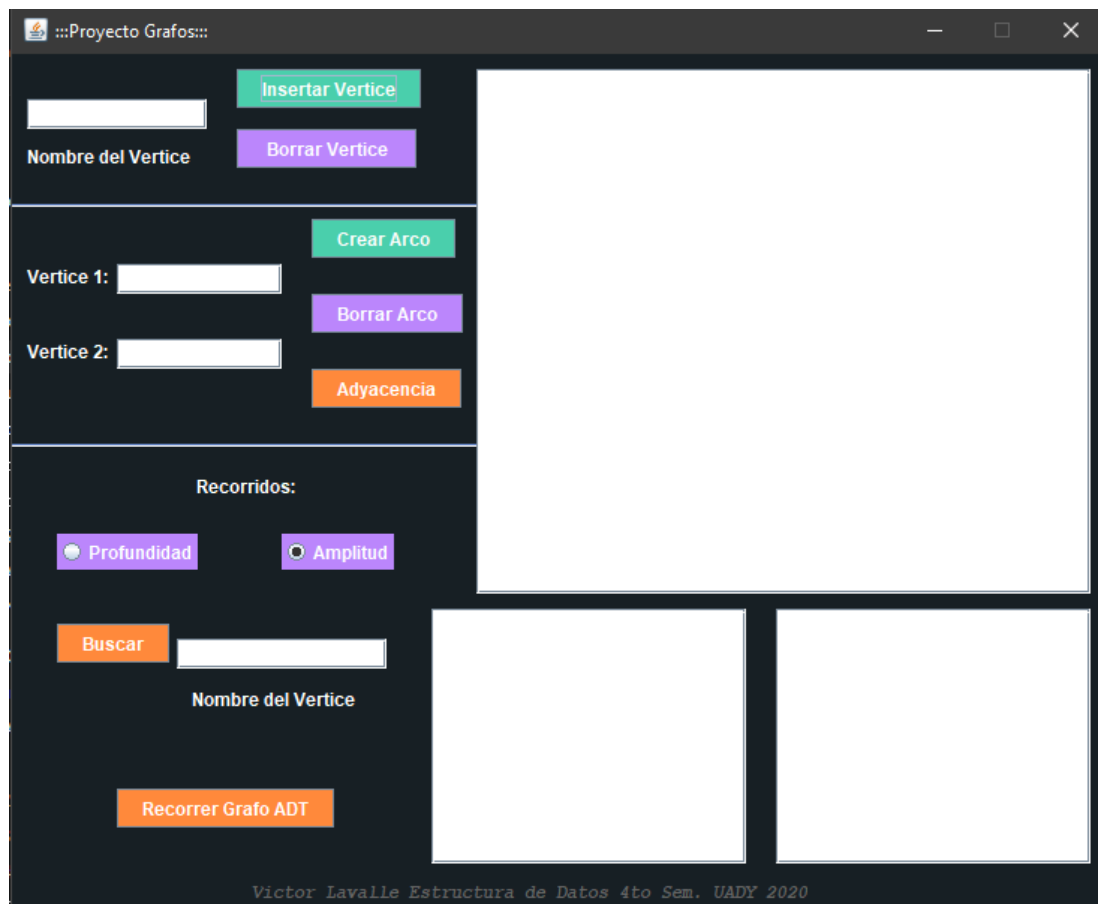 :::Proyecto Grafos:::
Insertar Vertice
Nombre del Vertice
Borrar Vertice
Crear Arco
Vertice 1:
Borrar Arco
Vertice 2:
Adyacencia
Recorridos:
Profundidad
Amplitud
Buscar
Nombre del Vertice
Recorrer Grafo ADT
Victor Lavalle Estructura de Datos 4to Sem. UADY 2020